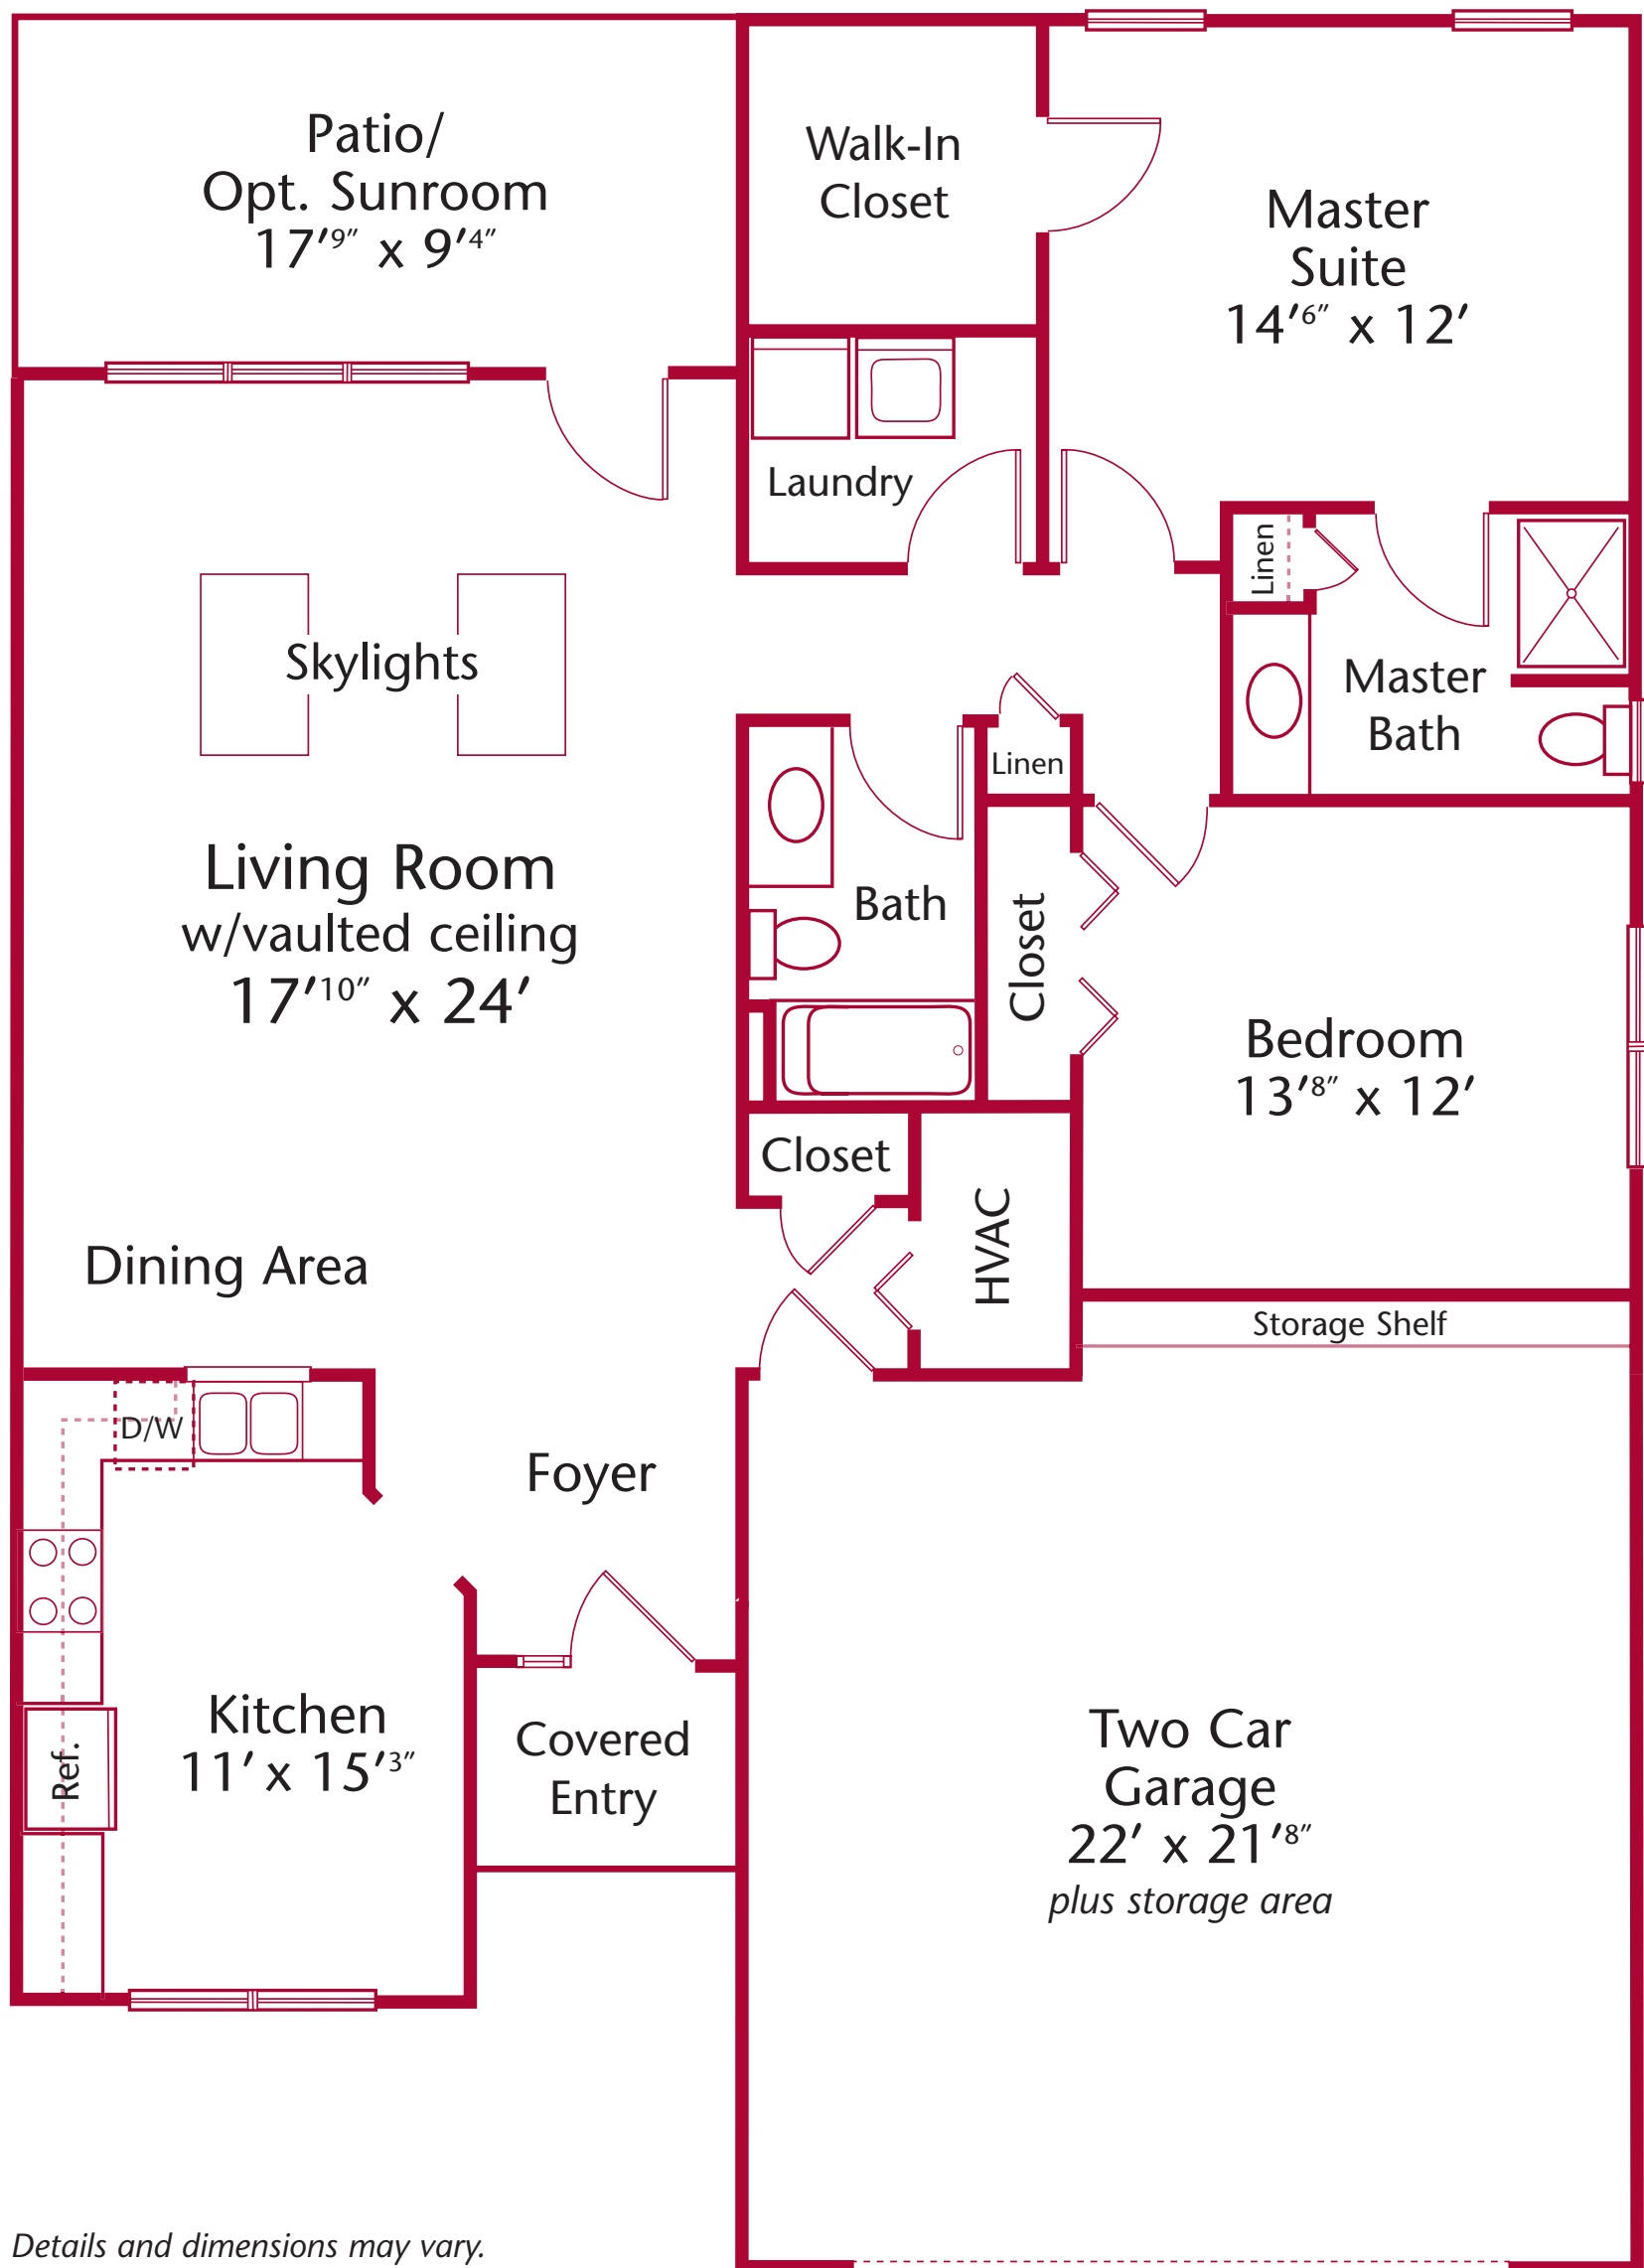 Patio/
Opt. Sunroom
17′9″ x 9′4″
Walk-In
Closet
Master
Suite
14′6″ x 12′
Laundry
Linen
Skylights
Master
Bath
Linen
Living Room
w/vaulted ceiling
17′10″ x 24′
Bath
Closet
Bedroom
13′8″ x 12′
Closet
HVAC
Dining Area
Storage Shelf
D/W
Foyer
Kitchen
11′ x 15′3″
Ref.
Covered
Entry
Two Car
Garage
22′ x 21′8″
plus storage area
Details and dimensions may vary.